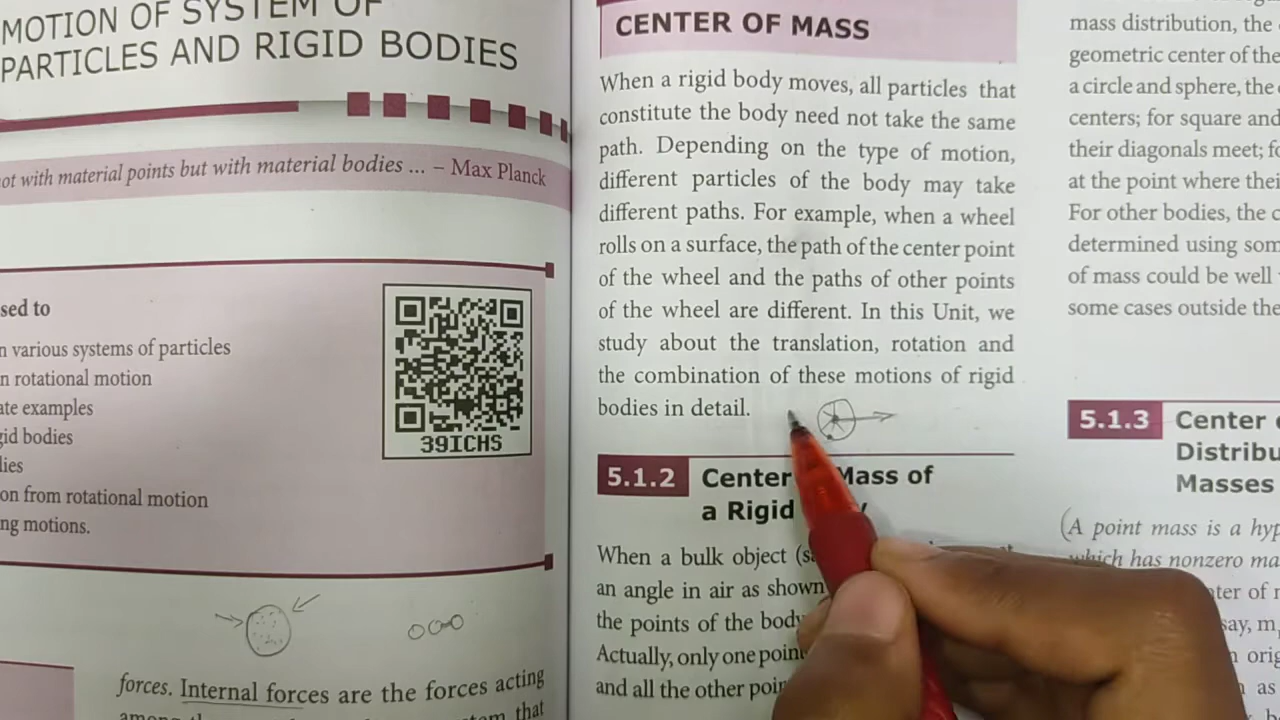 MOTION OF SYSTEM OF
PARTICLES AND RIGID BODIES
not with material points but with material bodies ... – Max Planck
sed to
n various systems of particles
n rotational motion
ate examples
gid bodies
lies
on from rotational motion
ng motions.
39ICHS
forces. Internal forces are the forces acting
that
CENTER OF MASS
When a rigid body moves, all particles that
constitute the body need not take the same
path. Depending on the type of motion,
different particles of the body may take
different paths. For example, when a wheel
rolls on a surface, the path of the center point
of the wheel and the paths of other points
of the wheel are different. In this Unit, we
study about the translation, rotation and
the combination of these motions of rigid
bodies in detail.
5.1.2 Center Mass of
a Rigid
When a bulk object
an angle in air as shown
the points of the body
Actually, only one point
and all the other
mass distribution, the
geometric center of the
a circle and sphere, the
centers; for square and
their diagonals meet;
at the point where their
For other bodies, the
determined using
of mass could be well
some cases outside the
5.1.3 Center
Masses
(A point mass is a
which has nonzero
say, m
as